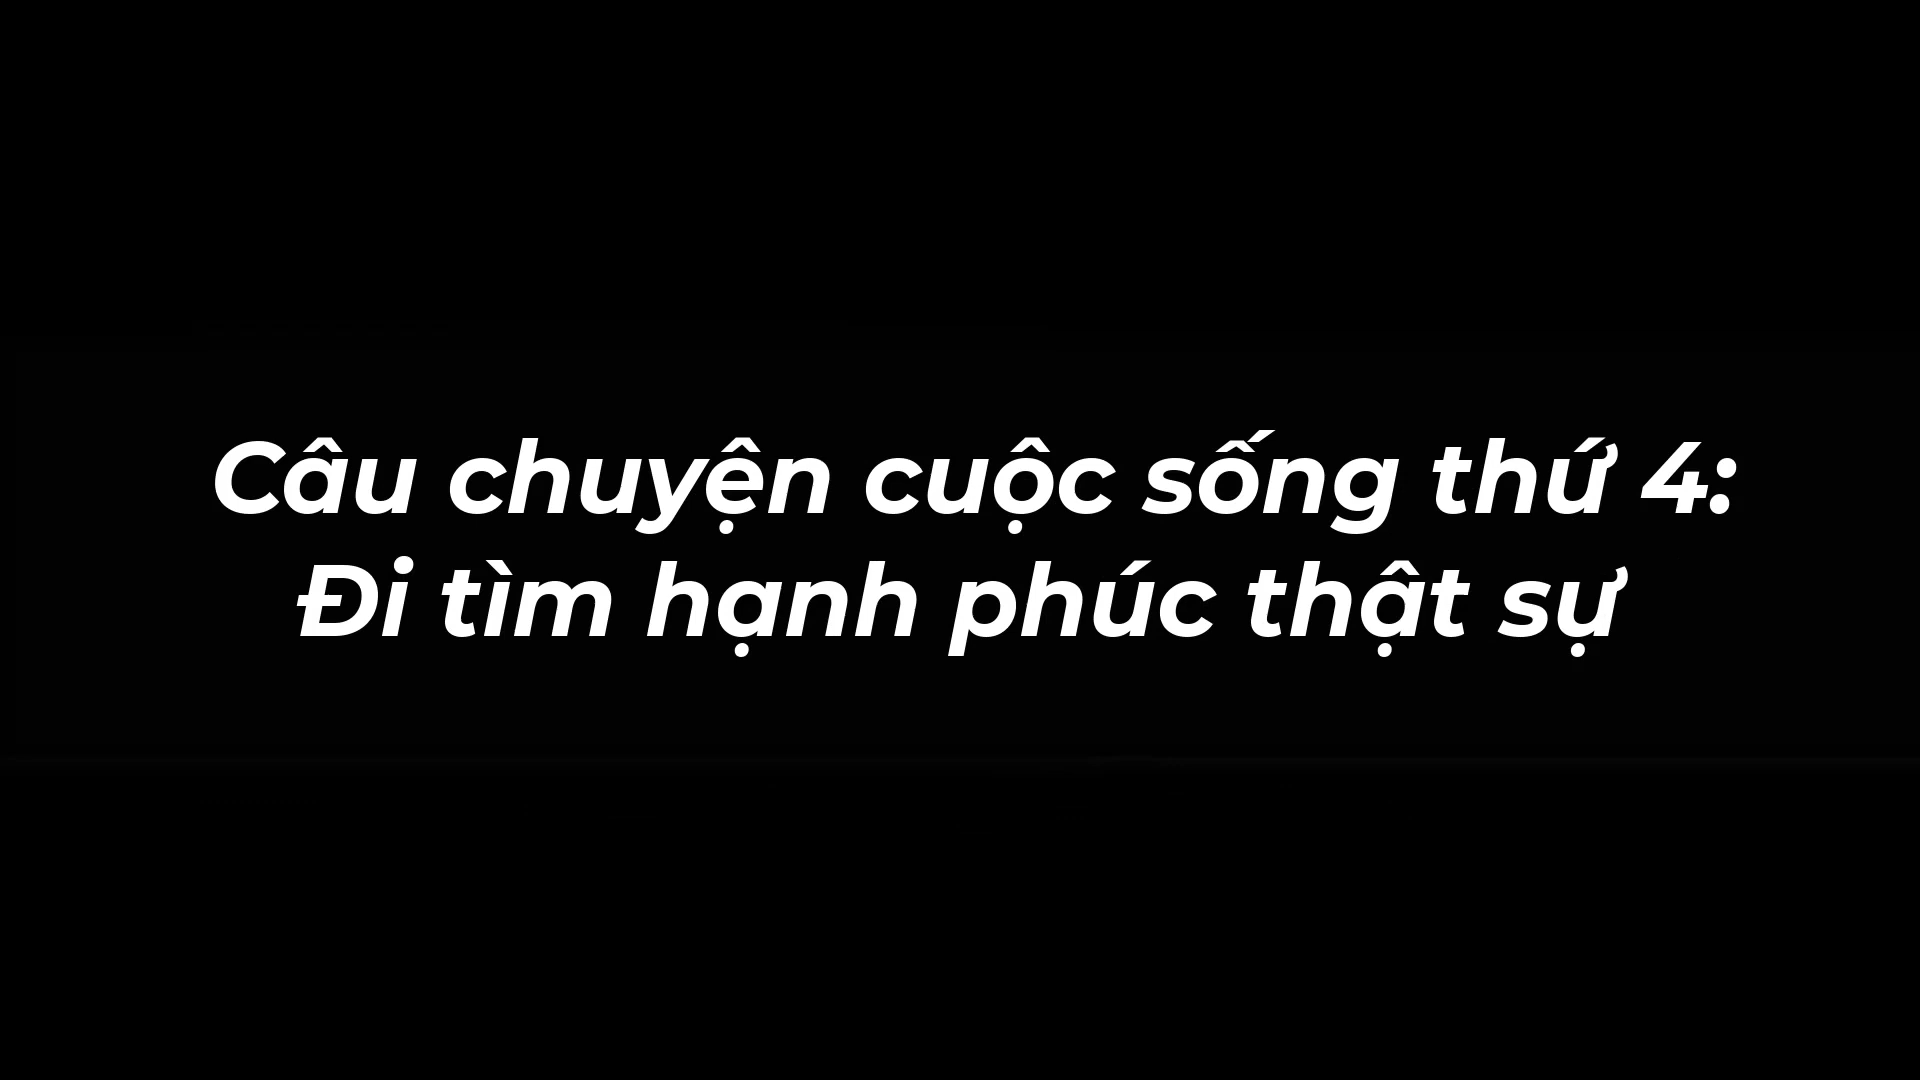 Câu chuyện cuộc sống thứ 4:
Đi tìm hạnh phúc thật sự